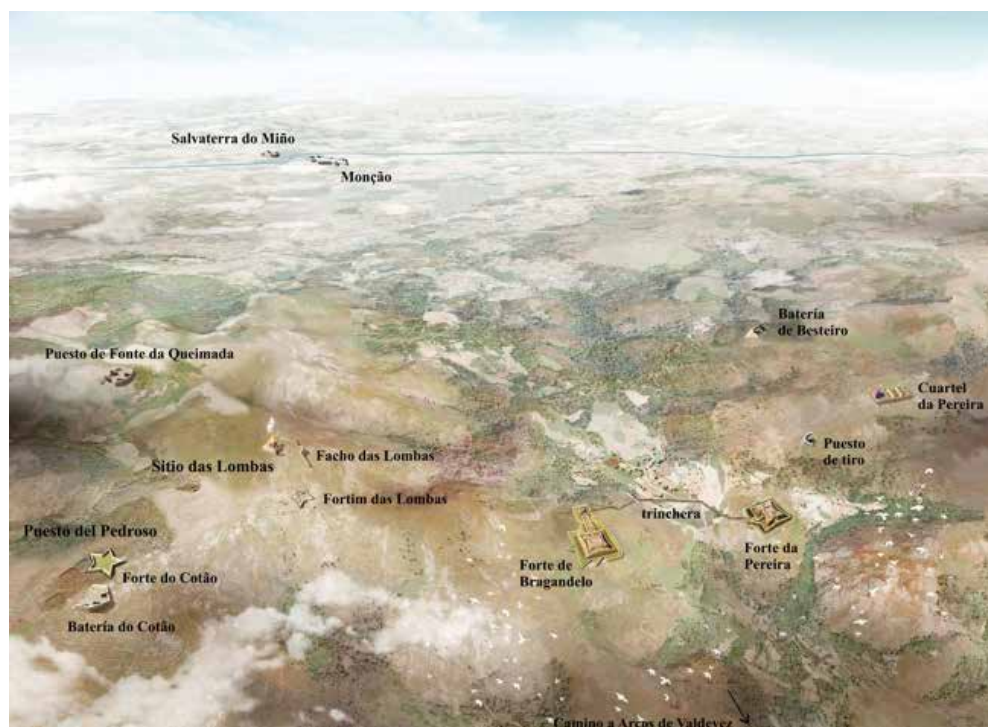 Salvaterra do Miño
Monção
Batería
de Besteiro
Puesto de Fonte da Queimada
Cuartel
da Pereira
Puesto
de tiro
Sitio das Lombas
Facho das Lombas
Fortim das Lombas
trinchera
Puesto del Pedroso
Forte do Cotão
Forte de
Bragandelo
Forte da
Pereira
Batería do Cotão
Camino a Arcos de Valdevez